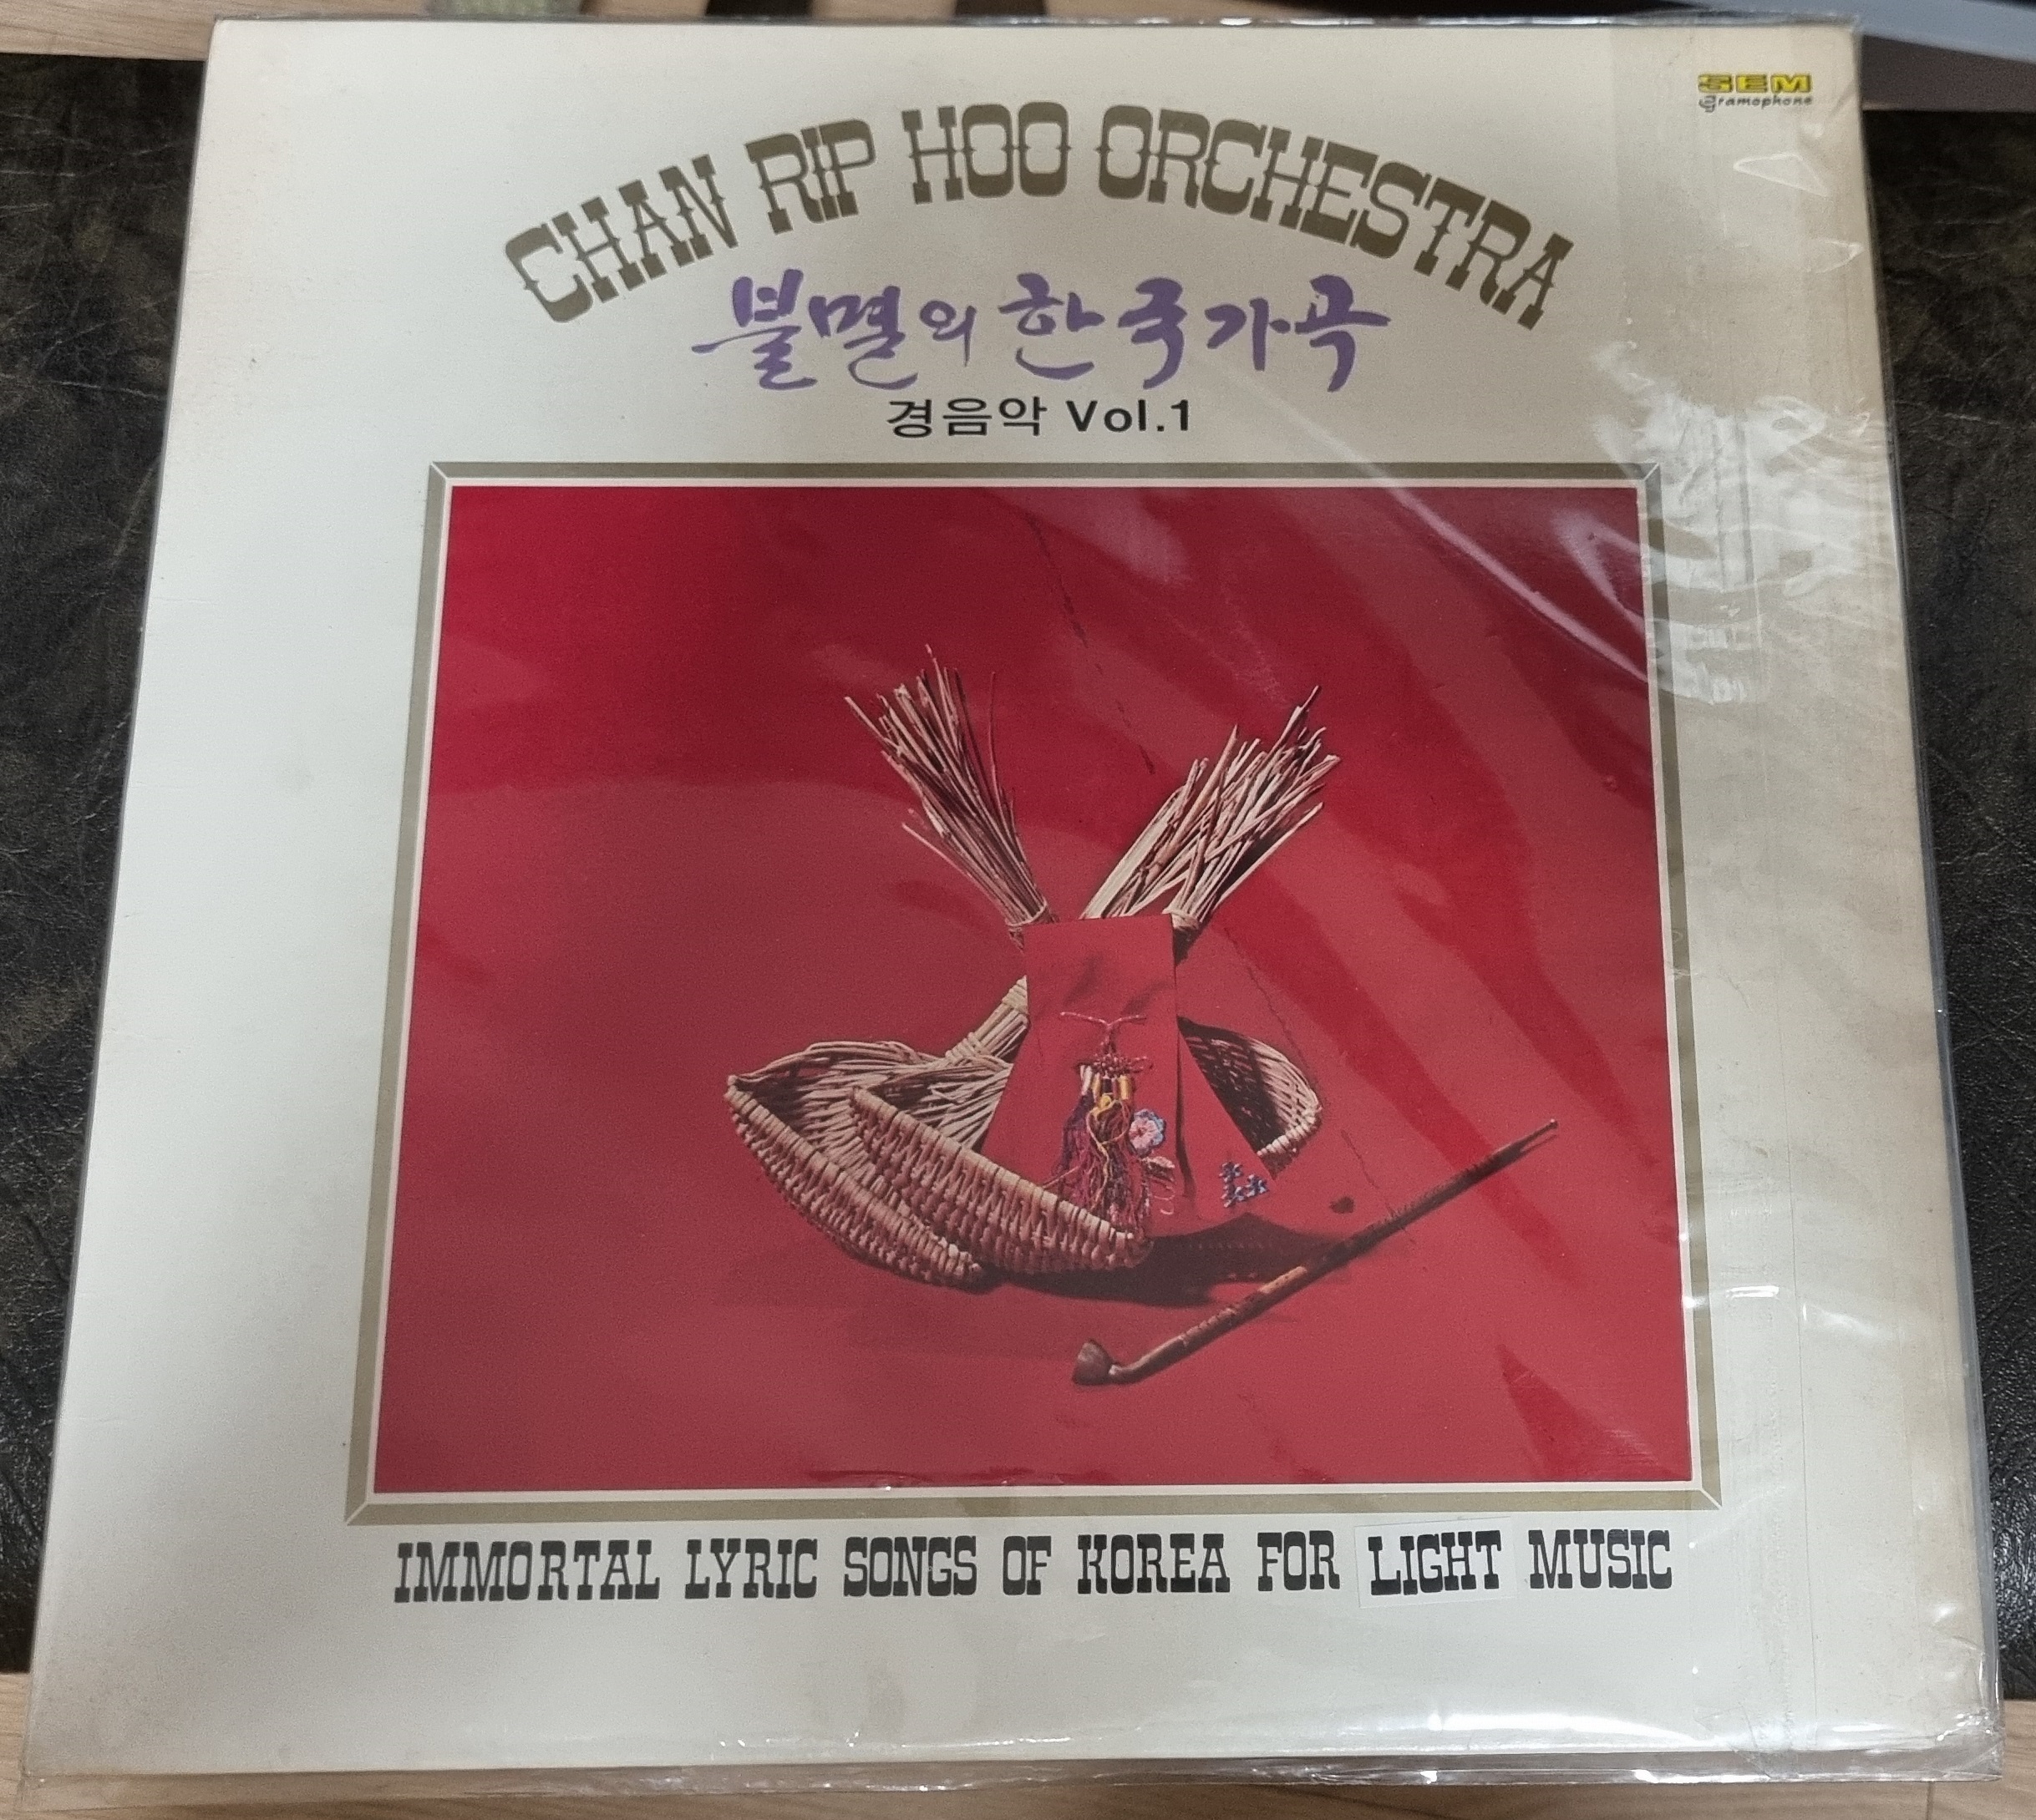 SEM
gramophone
CHAN RIP HOO ORCHESTRA
불멸의 한국가곡
경음악 Vol.1
IMMORTAL LYRIC SONGS OF KOREA FOR LIGHT MUSIC